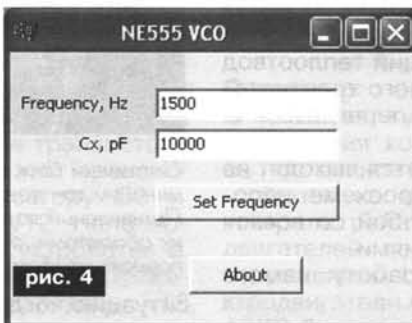 NE555 VCO
Frequency, Hz 1500
Cx, pF 10000
Set Frequency
рис. 4 About